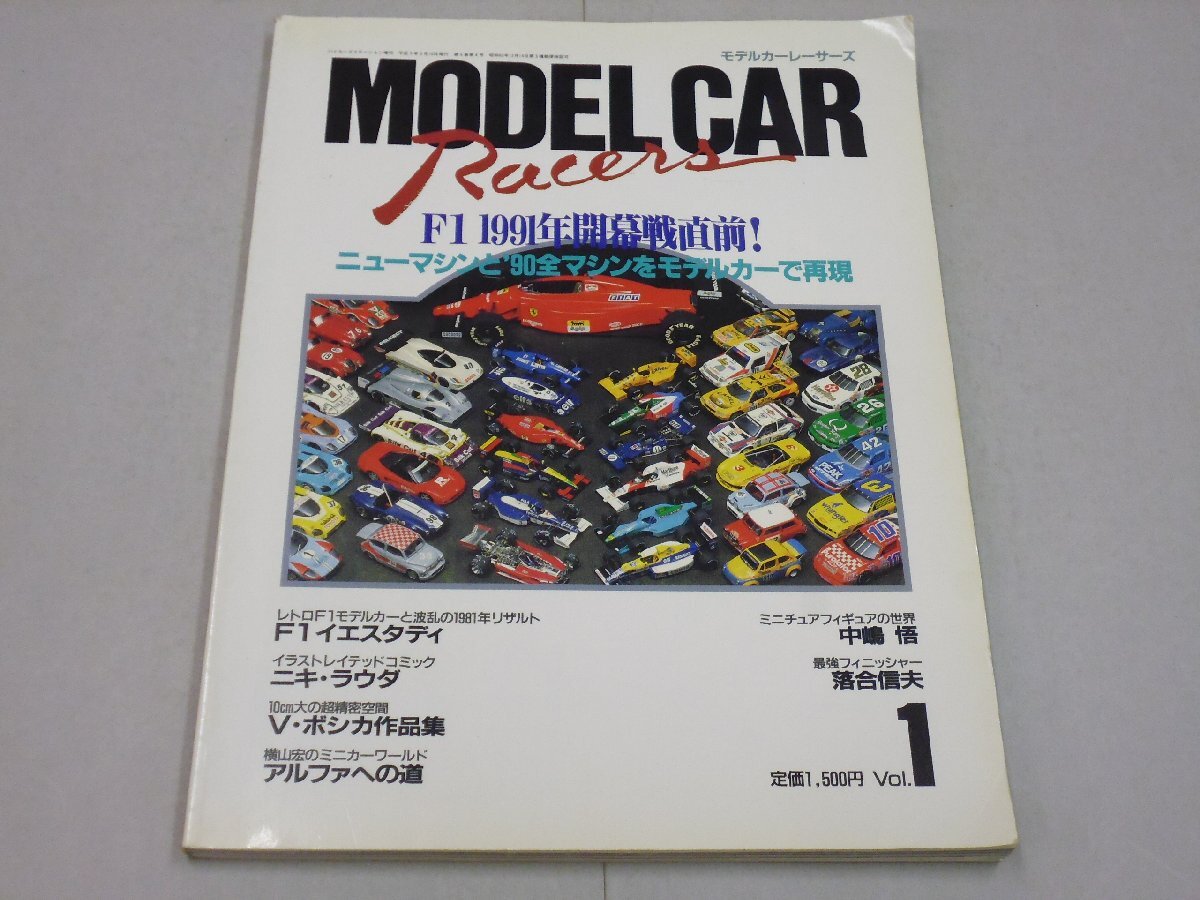 モデルカーレーサーズ
MODEL CAR
Racers
F1 1991年開幕戦直前！
ニューマシンと'90全マシンをモデルカーで再現
FIAT
28
26
42
PEAK
3
Wrangler
10
レトロF1モデルカーと波乱の1981年リザルト
F1イエスタディ
イラストレイテッドコミック
ニキ・ラウダ
10cm大の超精密空間
V・ボシカ作品集
横山宏のミニカーワールド
アルファへの道
ミニチュアフィギュアの世界
中嶋 悟
最強フィニッシャー
落合信夫
定価1,500円 Vol.1